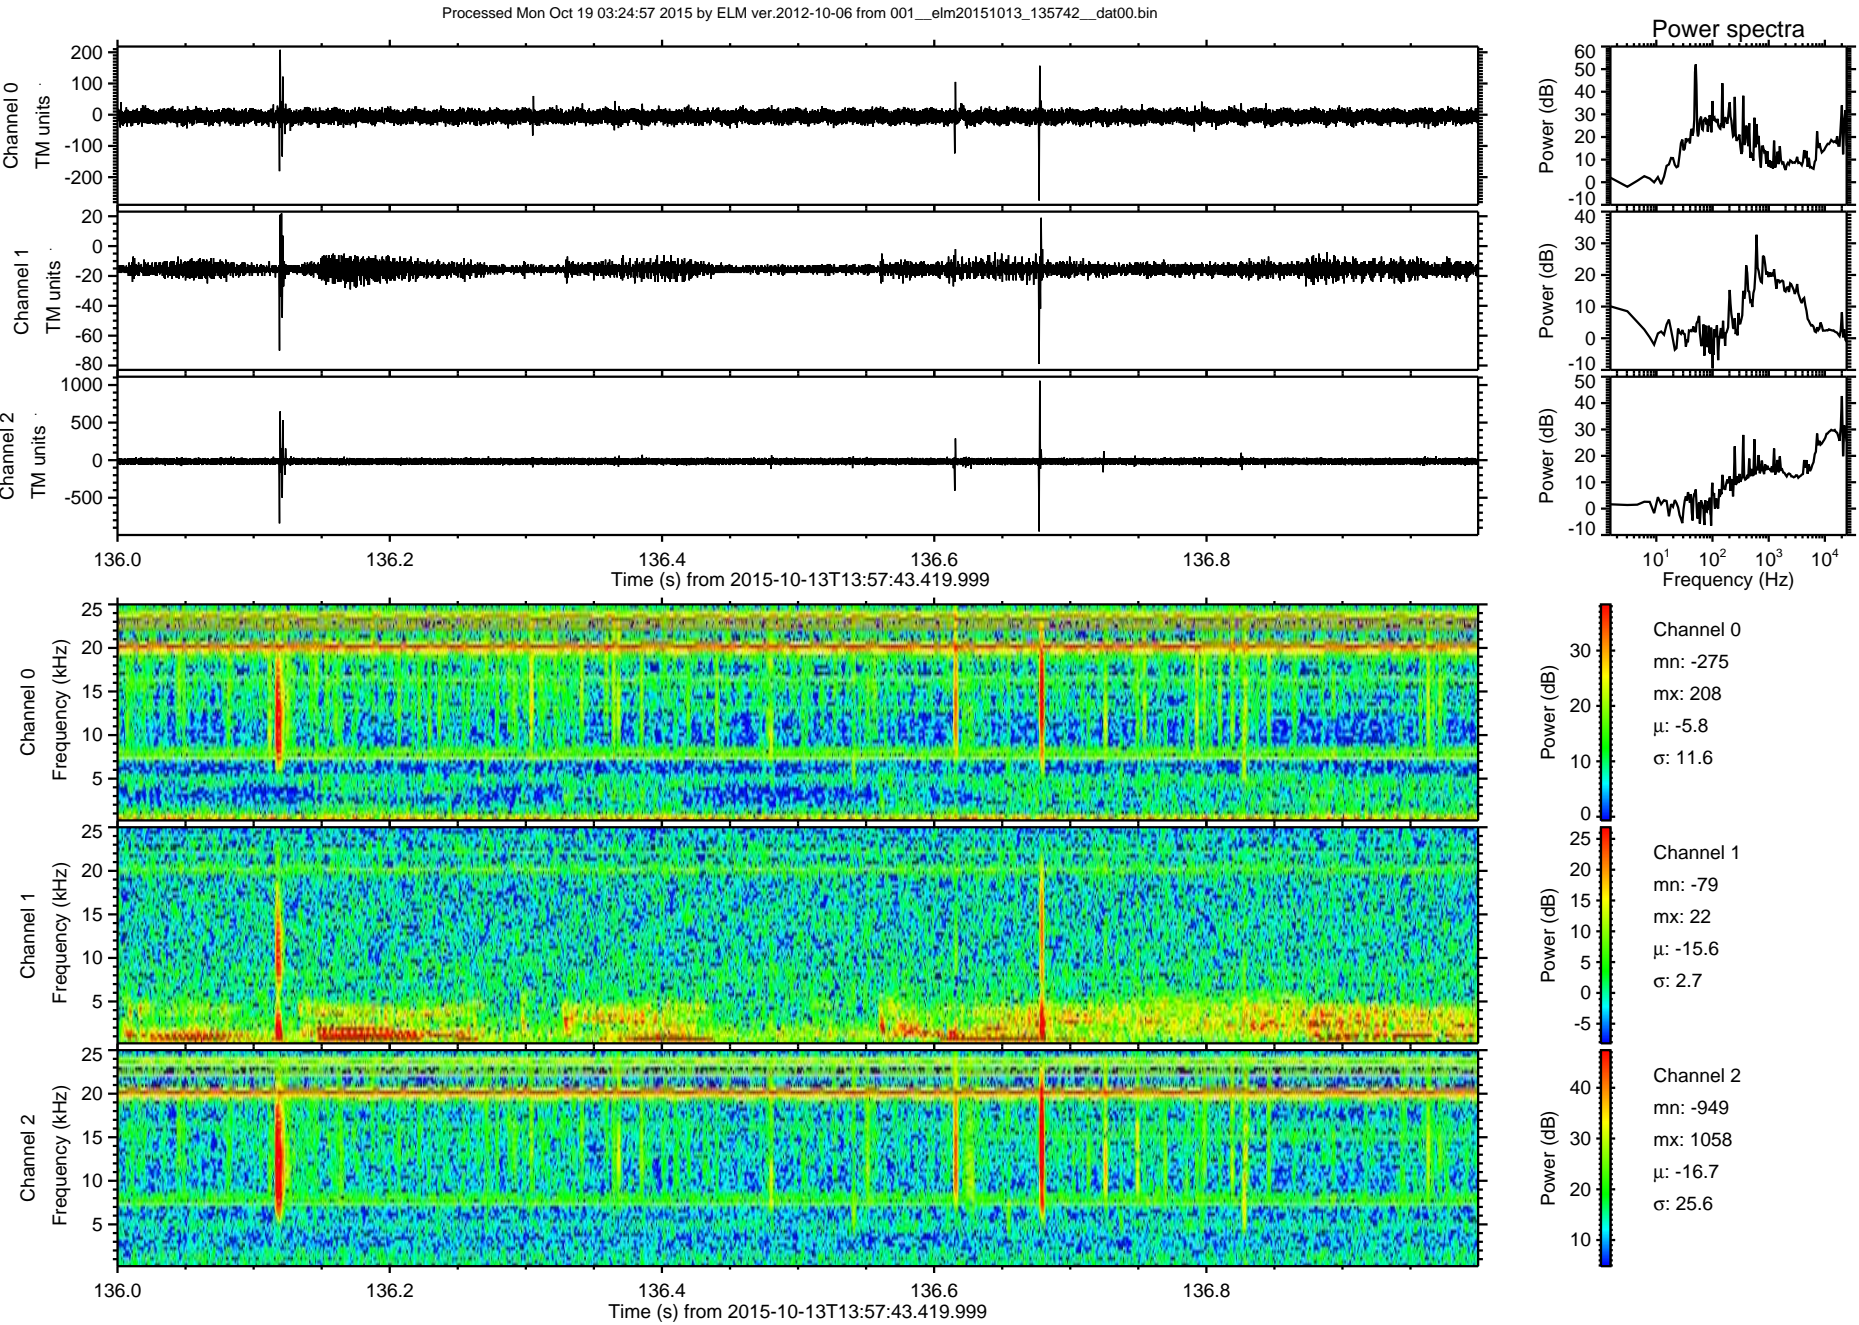 Processed Mon Oct 19 03:24:57 2015 by ELM ver.2012-10-06 from 001__elm20151013_135742__dat00.bin
Power spectra
Channel 0
TM units
200
100
0
-100
-200
Power (dB)
60
50
40
30
20
10
0
-10
Channel 1
TM units
20
0
-20
-40
-60
-80
Power (dB)
40
30
20
10
0
-10
Channel 2
TM units
1000
500
0
-500
Power (dB)
50
40
30
20
10
0
-10
136.0 136.2 136.4 136.6 136.8
Time (s) from 2015-10-13T13:57:43.419.999
10¹ 10² 10³ 10⁴
Frequency (Hz)
Channel 0
Frequency (kHz)
25
20
15
10
5
Power (dB)
30
20
10
0
Channel 0
mn: -275
mx: 208
µ: -5.8
σ: 11.6
Channel 1
Frequency (kHz)
25
20
15
10
5
Power (dB)
25
20
15
10
5
0
-5
Channel 1
mn: -79
mx: 22
µ: -15.6
σ: 2.7
Channel 2
Frequency (kHz)
25
20
15
10
5
Power (dB)
40
30
20
10
Channel 2
mn: -949
mx: 1058
µ: -16.7
σ: 25.6
136.0 136.2 136.4 136.6 136.8
Time (s) from 2015-10-13T13:57:43.419.999